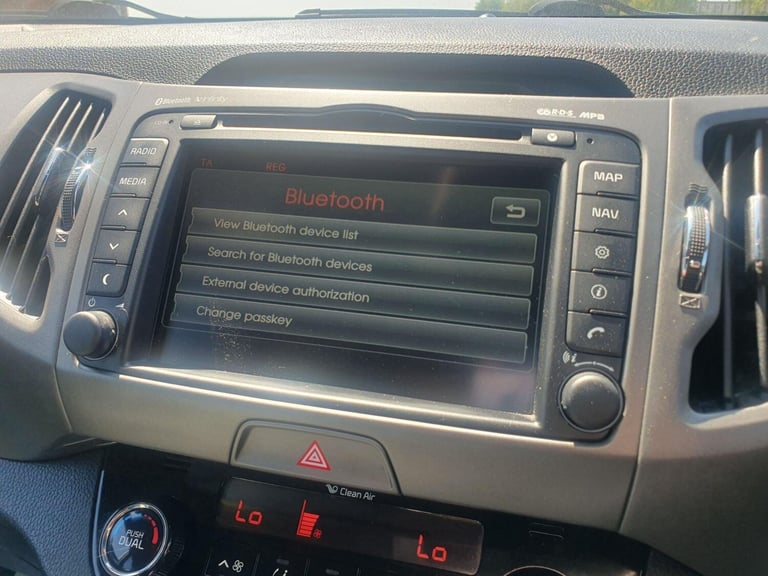 Bluetooth
R·D·S MP3
RADIO
MEDIA
TA REG
Bluetooth
View Bluetooth device list
Search for Bluetooth devices
External device authorization
Change passkey
MAP
NAV
Clean Air
PUSH
DUAL
Lo
Lo